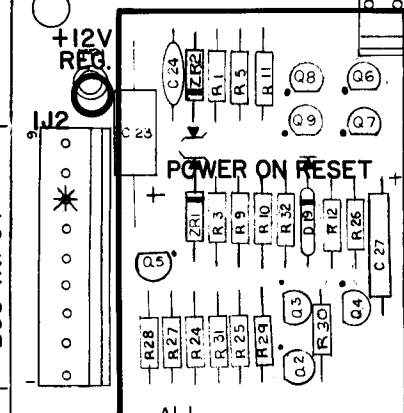 +12V
REG.
C24
ZR2
R1
R5
R11
Q8
Q6
1J2
9
C23
Q9
Q7
POWER ON RESET
+
+
ZR1
R3
R9
R10
R32
D19
R12
R26
C27
Q5
Q3
Q4
R28
R27
R24
R31
R25
R29
R30
Q2